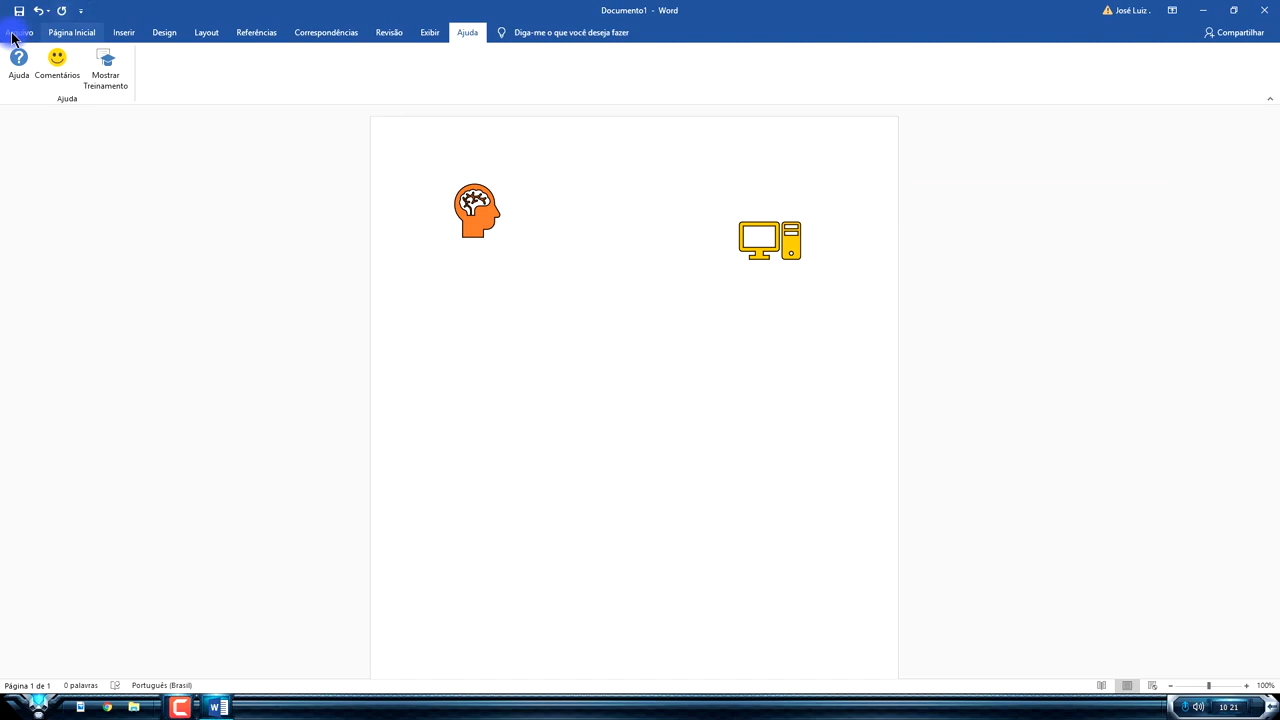 Documento1 - Word
José Luiz .
Arquivo
Página Inicial
Inserir
Design
Layout
Referências
Correspondências
Revisão
Exibir
Ajuda
Diga-me o que você deseja fazer
Compartilhar
Ajuda
Comentários
Mostrar
Treinamento
Ajuda
Página 1 de 1
0 palavras
Português (Brasil)
100%
10 21